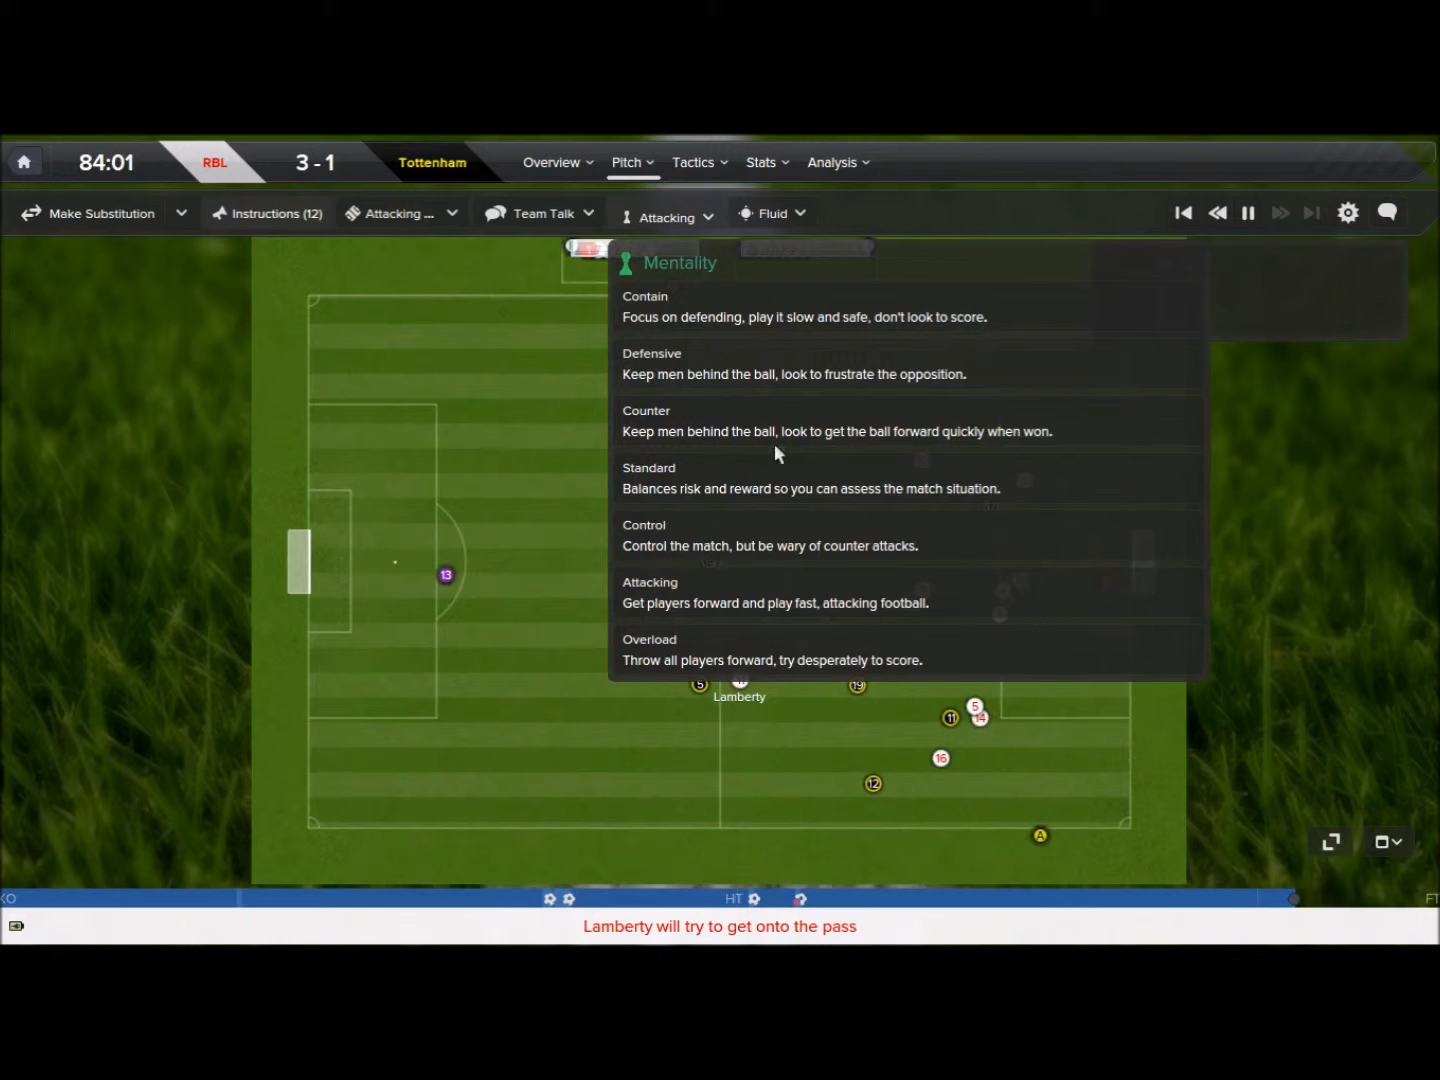 84:01
RBL
3 - 1
Tottenham
Overview
Pitch
Tactics
Stats
Analysis
Make Substitution
Instructions (12)
Attacking ...
Team Talk
Attacking
Fluid
Mentality
Contain
Focus on defending, play it slow and safe, don't look to score.
Defensive
Keep men behind the ball, look to frustrate the opposition.
Counter
Keep men behind the ball, look to get the ball forward quickly when won.
Standard
Balances risk and reward so you can assess the match situation.
Control
Control the match, but be wary of counter attacks.
Attacking
Get players forward and play fast, attacking football.
Overload
Throw all players forward, try desperately to score.
13
5
Lamberty
19
11
5
14
16
12
A
KO
HT
FT
Lamberty will try to get onto the pass